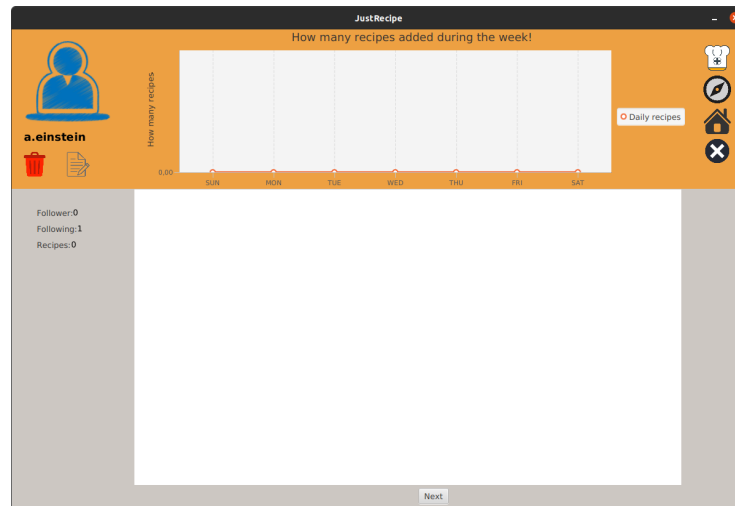 JustRecipe
How many recipes added during the week!
How many recipes
a.einstein
Daily recipes
0,00
SUN MON TUE WED THU FRI SAT
Follower:0
Following:1
Recipes:0
Next